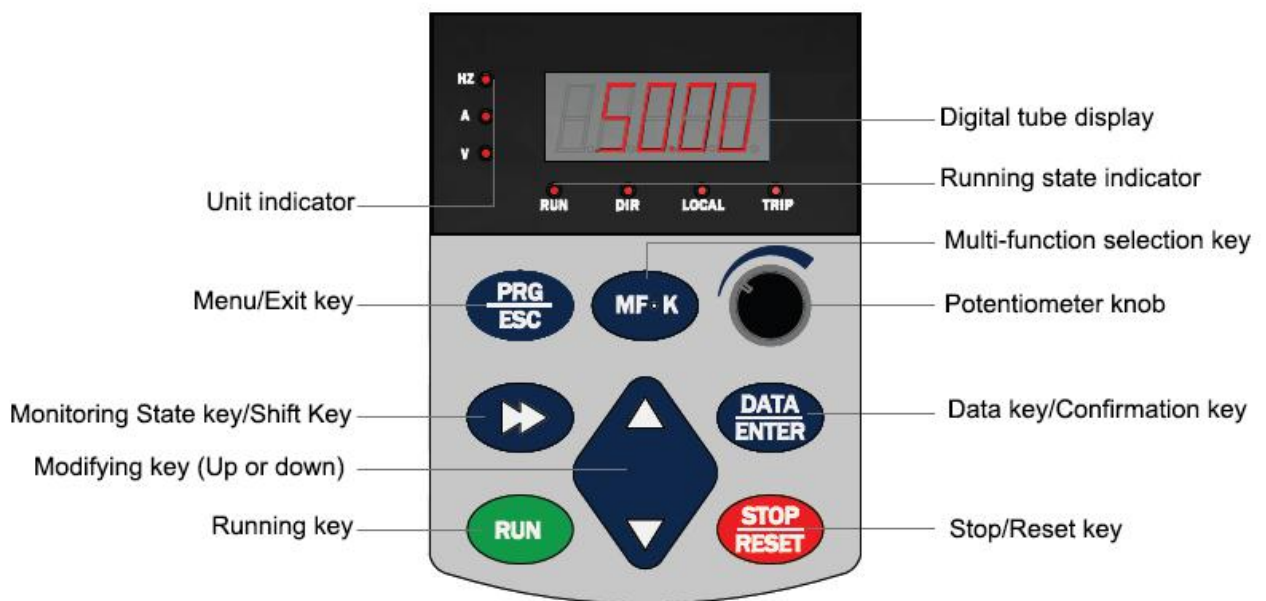 HZ
A
V
50.00
RUN DIR LOCAL TRIP
Unit indicator
Digital tube display
Running state indicator
Multi-function selection key
Menu/Exit key
PRG
ESC
MF·K
Potentiometer knob
Monitoring State key/Shift Key
DATA
ENTER
Data key/Confirmation key
Modifying key (Up or down)
Running key
RUN
STOP
RESET
Stop/Reset key